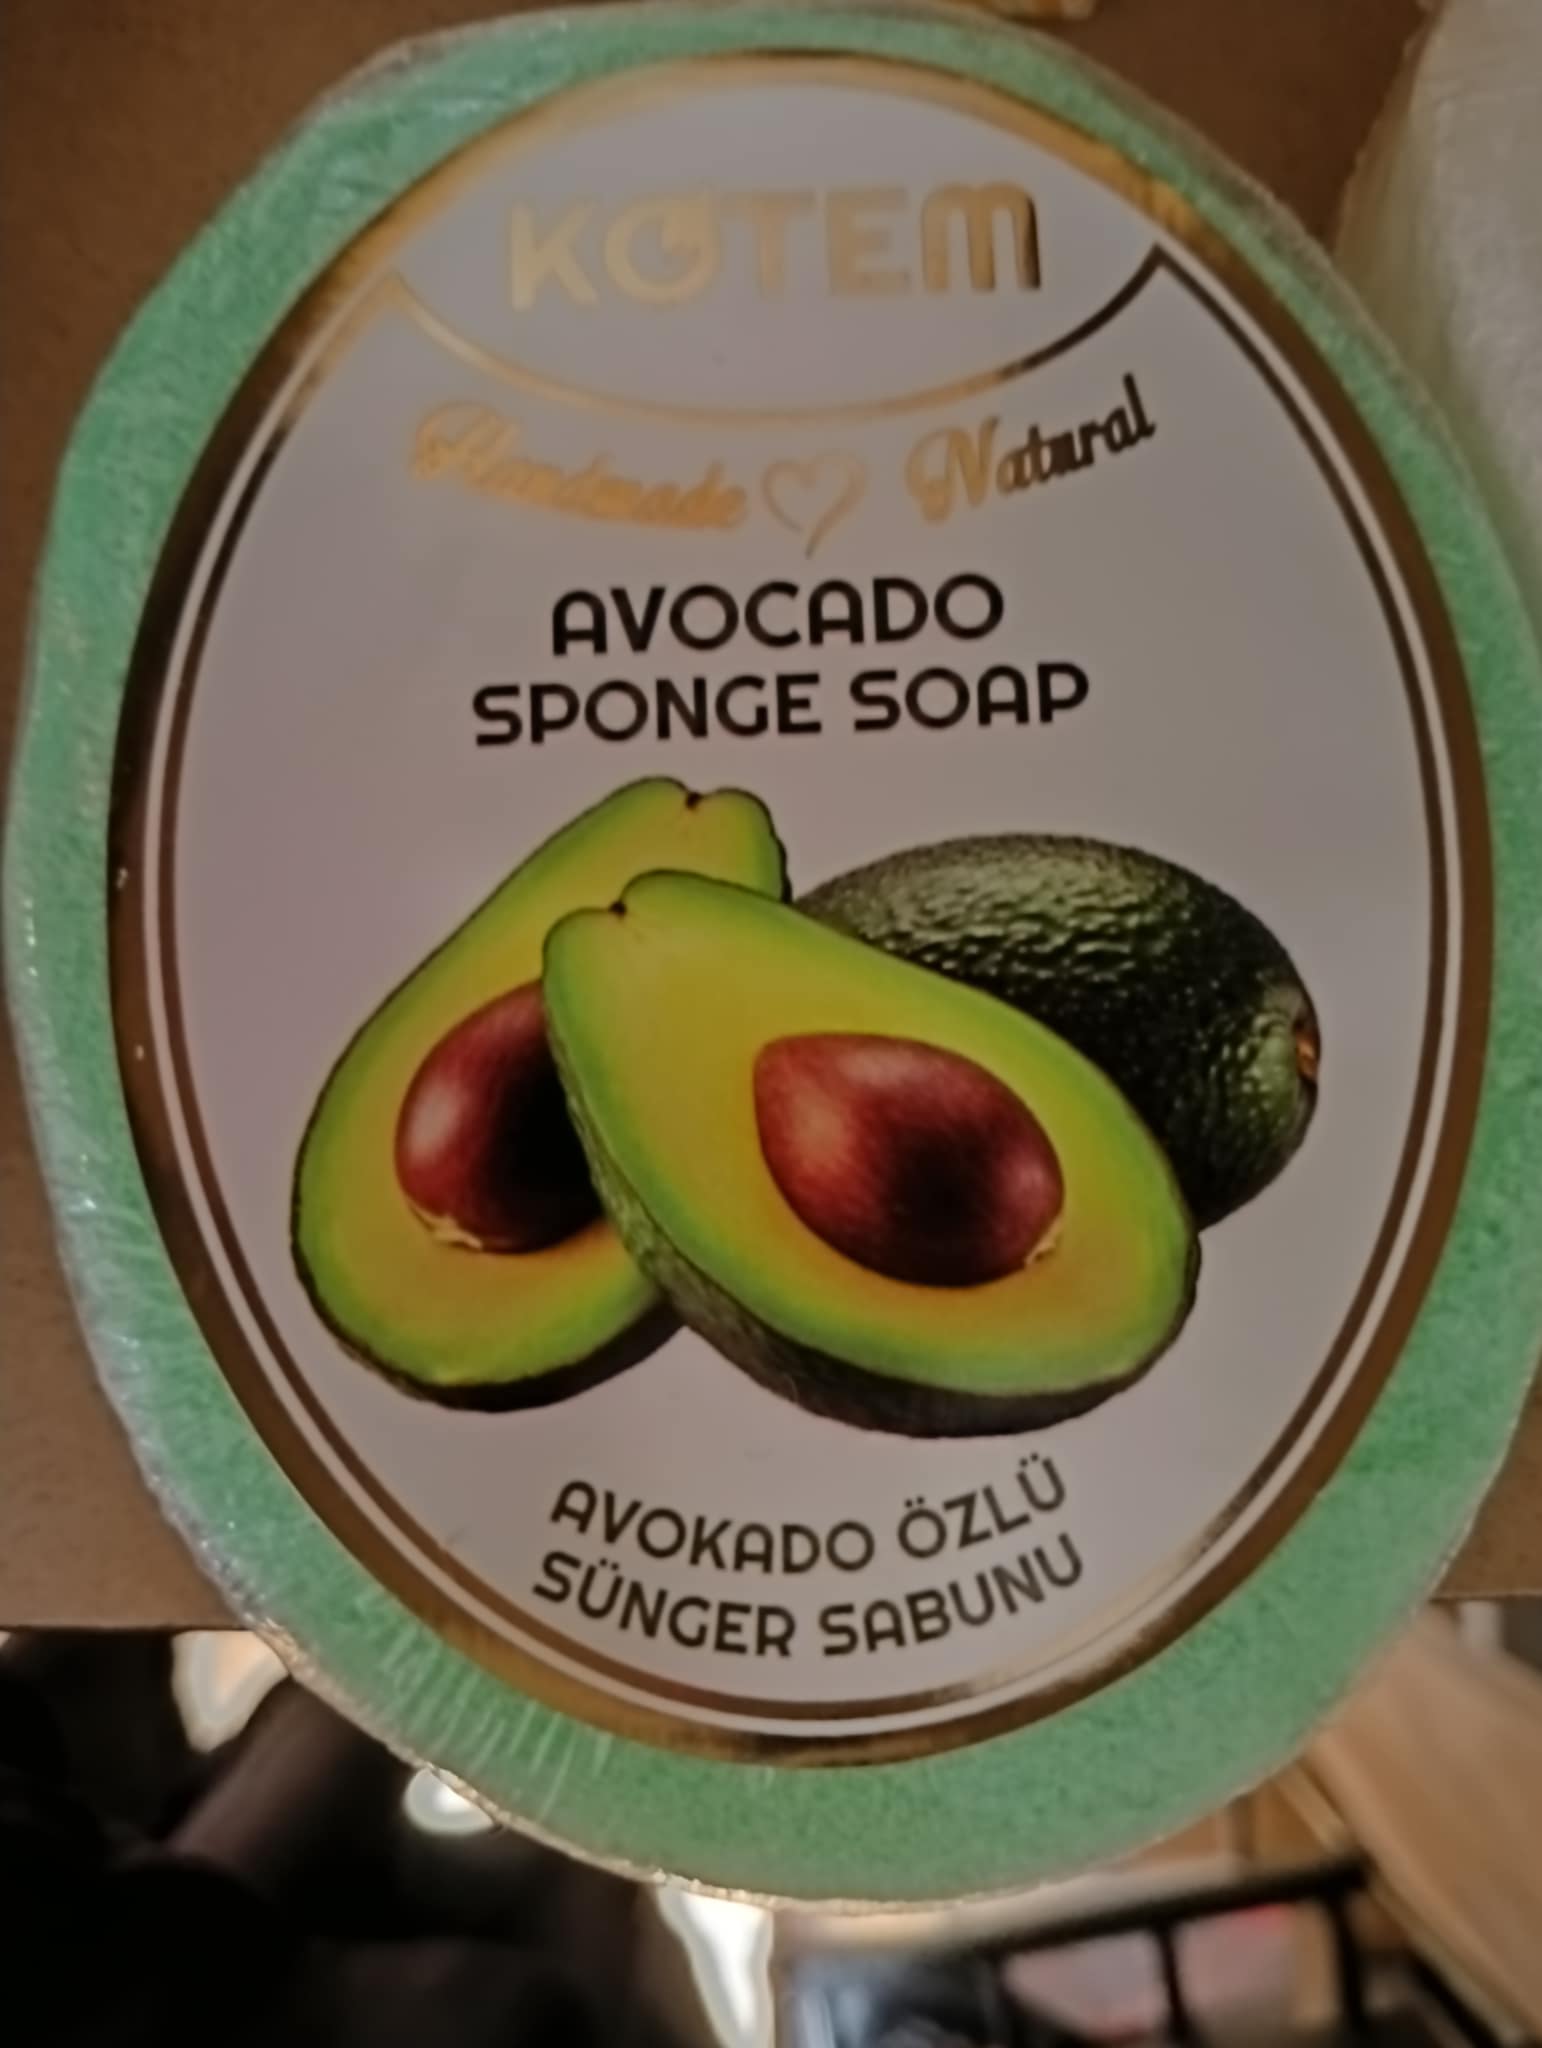 KOTEM
Handmade Natural
AVOCADO
SPONGE SOAP
AVOKADO ÖZLÜ
SÜNGER SABUNU